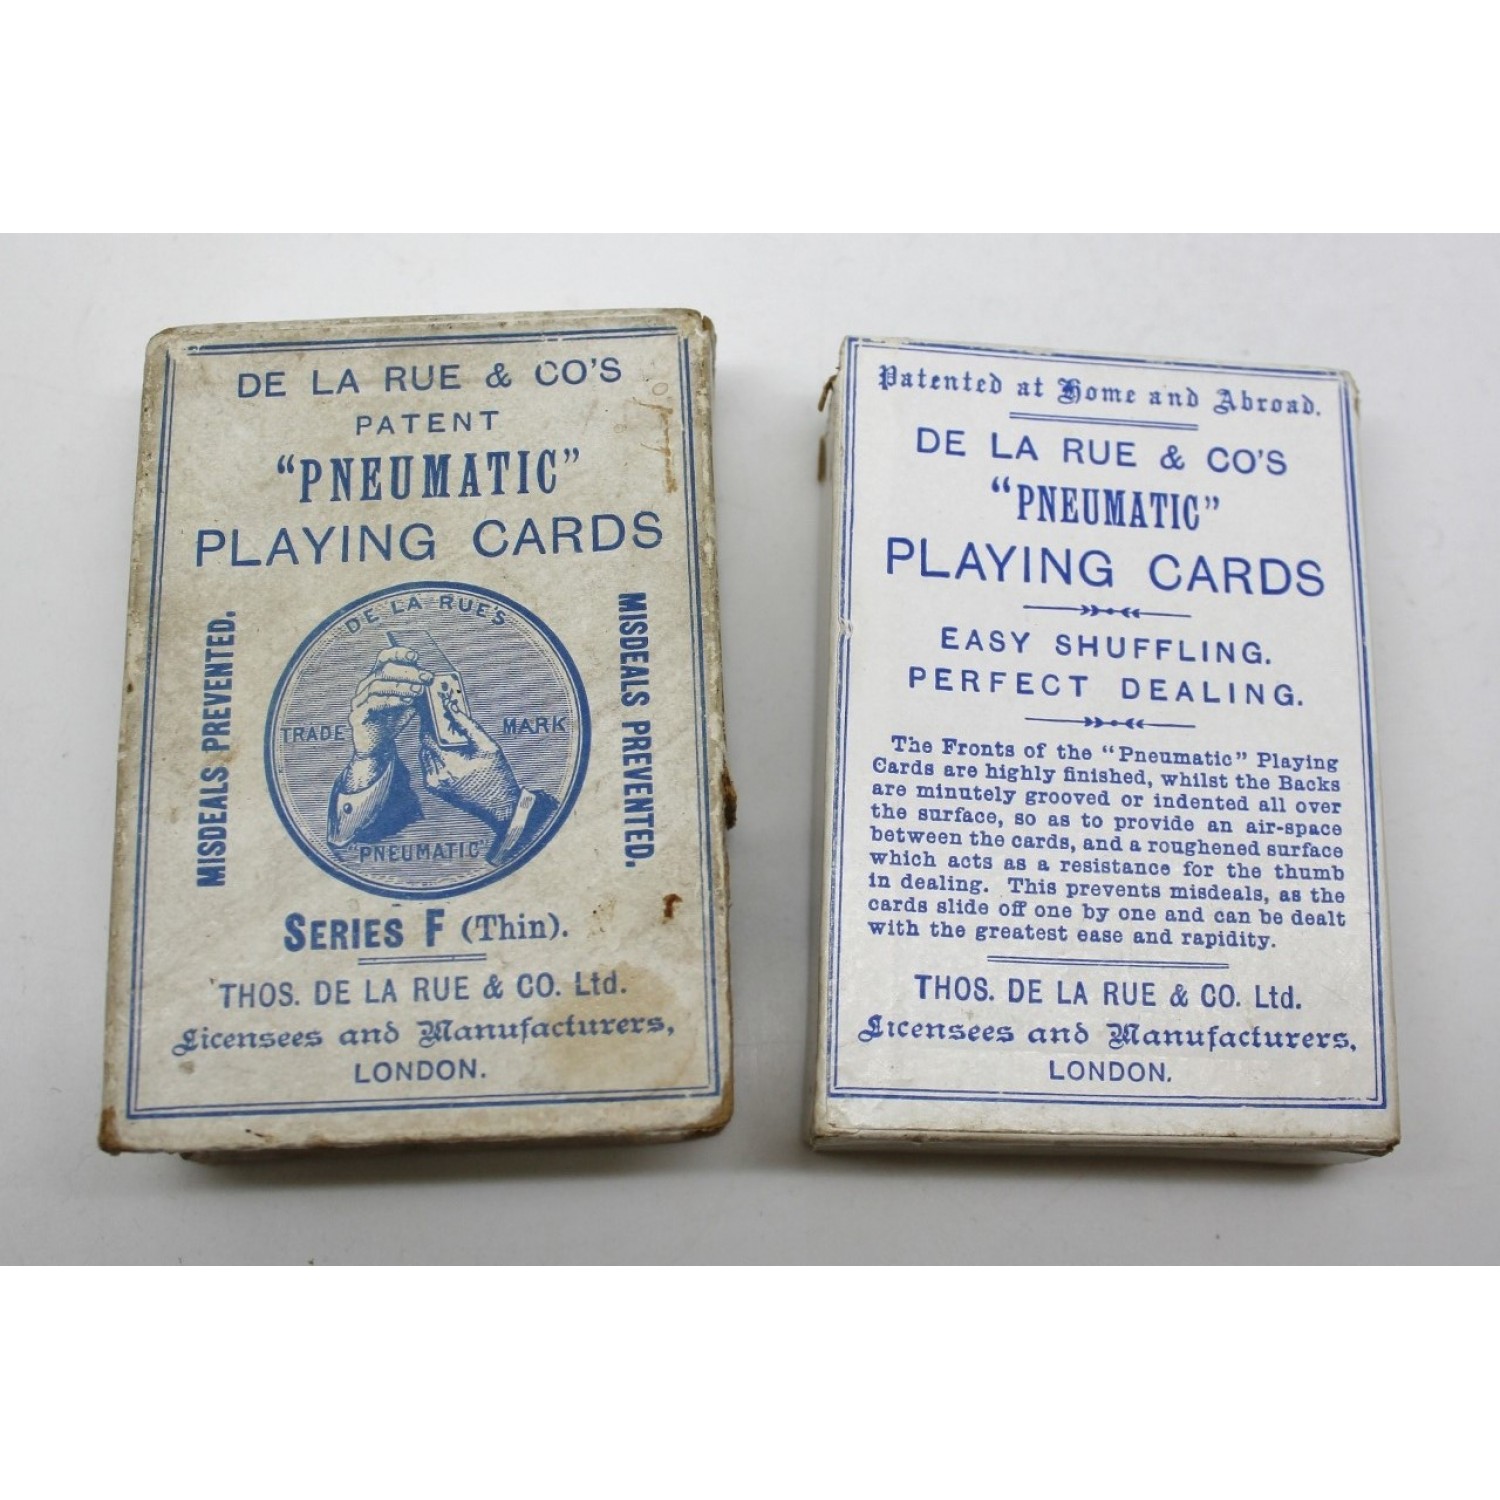 DE LA RUE & CO'S
PATENT
"PNEUMATIC"
PLAYING CARDS
MISDEALS PREVENTED.
DE LA RUE'S
TRADE MARK
"PNEUMATIC"
MISDEALS PREVENTED.
SERIES F (Thin).
THOS. DE LA RUE & CO. Ltd.
Licensees and Manufacturers,
LONDON.
Patented at Home and Abroad.
DE LA RUE & CO'S
"PNEUMATIC"
PLAYING CARDS
EASY SHUFFLING.
PERFECT DEALING.
The Fronts of the "Pneumatic" Playing
Cards are highly finished, whilst the Backs
are minutely grooved or indented all over
the surface, so as to provide an air-space
between the cards, and a roughened surface
which acts as a resistance for the thumb
in dealing. This prevents misdeals, as the
cards slide off one by one and can be dealt
with the greatest ease and rapidity.
THOS. DE LA RUE & CO. Ltd.
Licensees and Manufacturers,
LONDON.